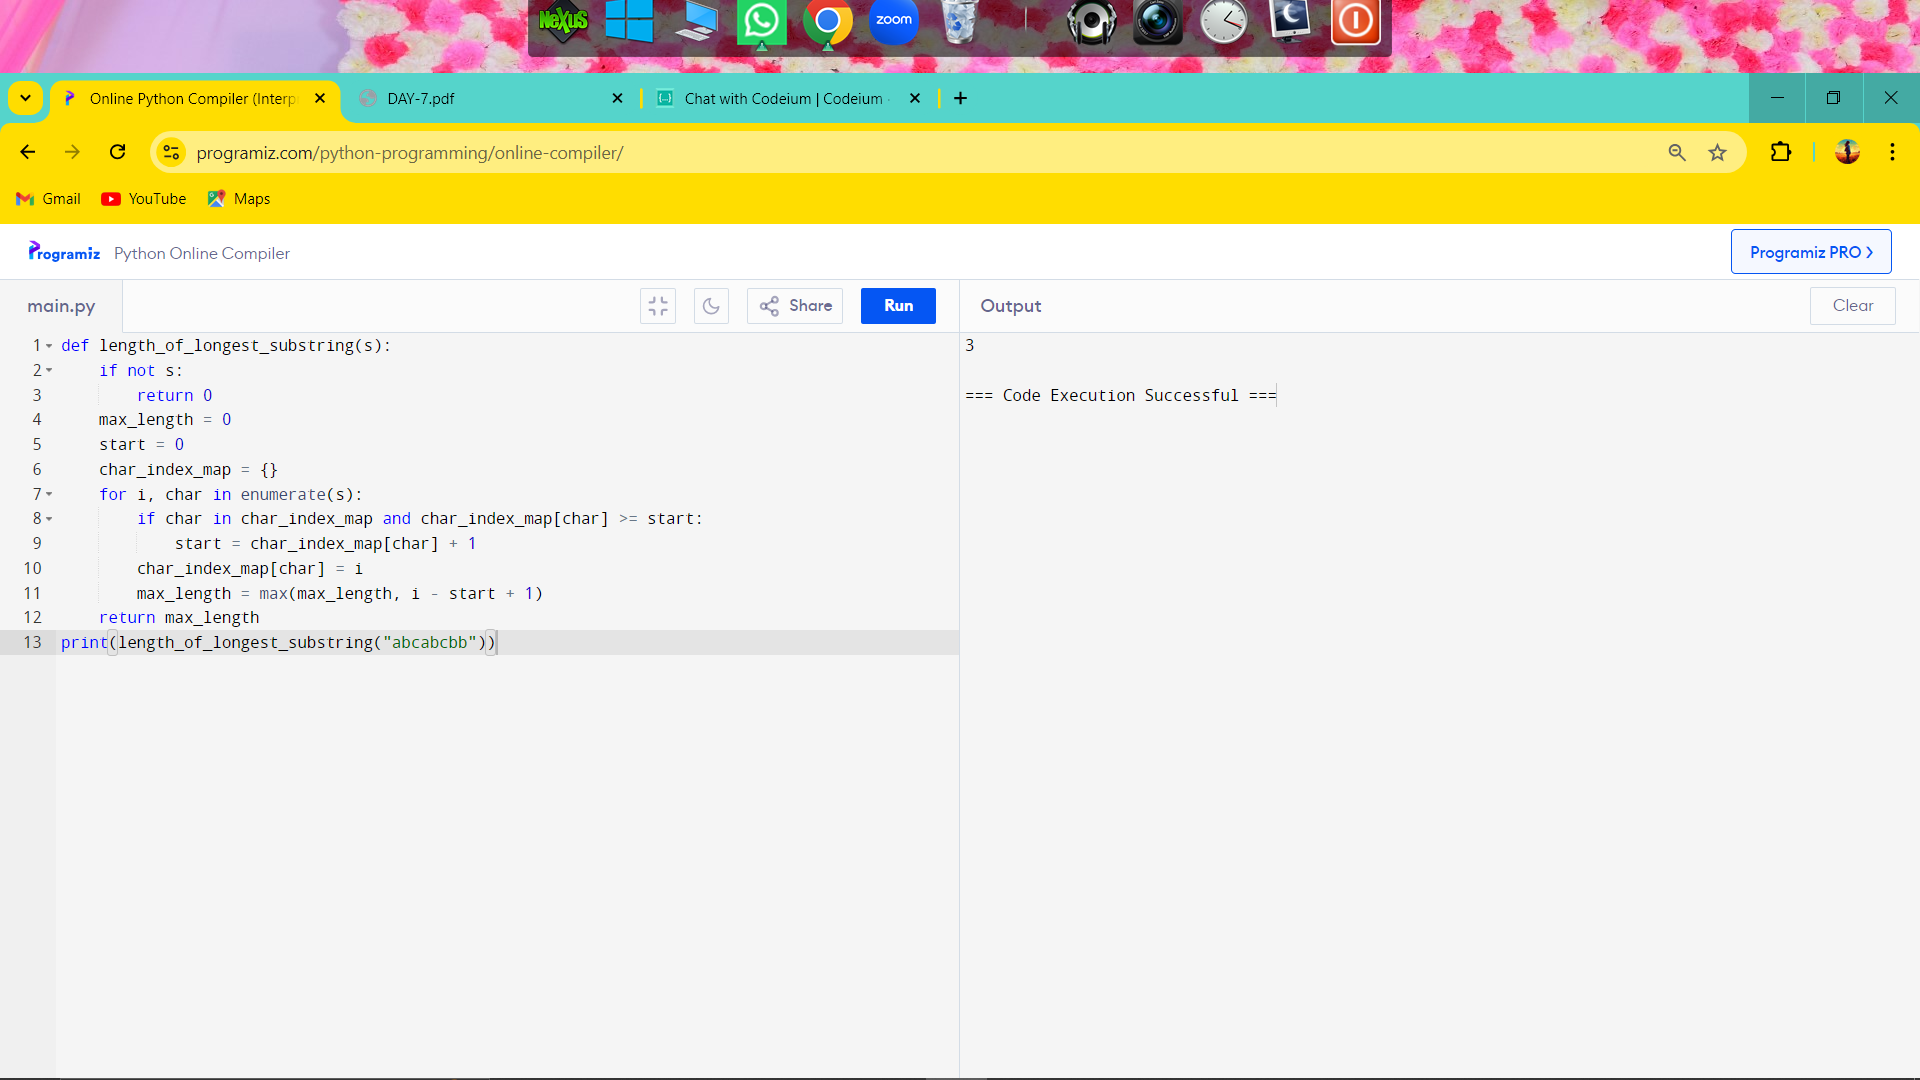 NeXuS
zoom
Online Python Compiler (Interp
DAY-7.pdf
Chat with Codeium | Codeium
programiz.com/python-programming/online-compiler/
Gmail
YouTube
Maps
Programiz
Python Online Compiler
Programiz PRO ›
main.py
Share
Run
Output
Clear
1 def length_of_longest_substring(s):
2     if not s:
3         return 0
4     max_length = 0
5     start = 0
6     char_index_map = {}
7     for i, char in enumerate(s):
8         if char in char_index_map and char_index_map[char] >= start:
9             start = char_index_map[char] + 1
10         char_index_map[char] = i
11         max_length = max(max_length, i - start + 1)
12     return max_length
13 print(length_of_longest_substring("abcabcbb"))
3
=== Code Execution Successful ===